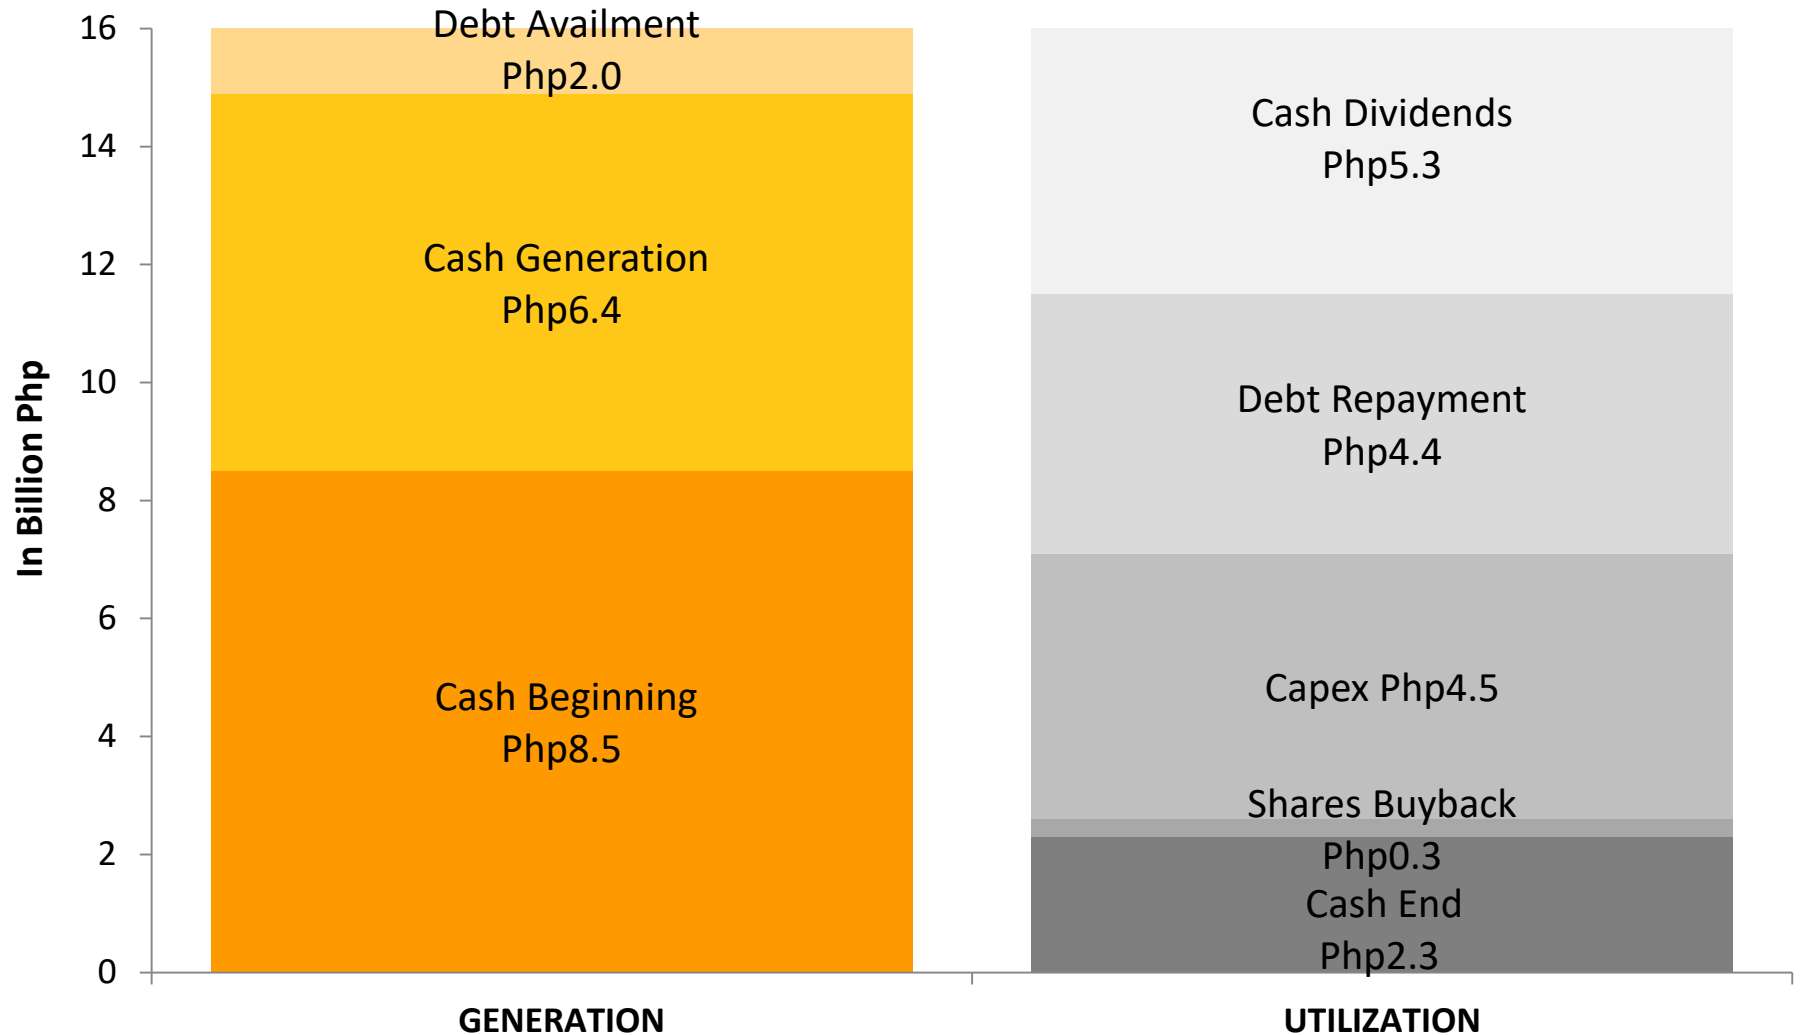 16
14
12
10
8
6
4
2
0
In Billion Php
Debt Availment
Php2.0
Cash Generation
Php6.4
Cash Beginning
Php8.5
Cash Dividends
Php5.3
Debt Repayment
Php4.4
Capex Php4.5
Shares Buyback
Php0.3
Cash End
Php2.3
GENERATION
UTILIZATION